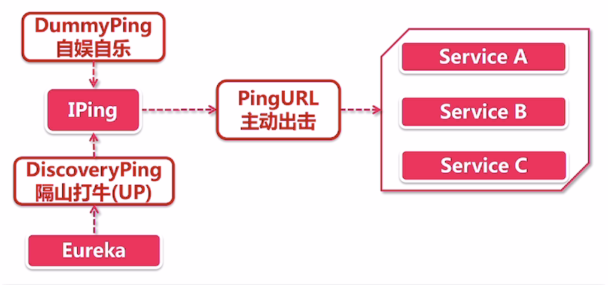 DummyPing
自娱自乐
IPing
PingURL
主动出击
Service A
Service B
Service C
DiscoveryPing
隔山打牛(UP)
Eureka